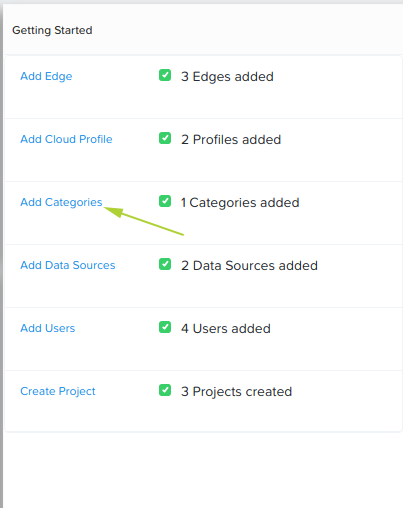 Getting Started
Add Edge 3 Edges added
Add Cloud Profile 2 Profiles added
Add Categories 1 Categories added
Add Data Sources 2 Data Sources added
Add Users 4 Users added
Create Project 3 Projects created